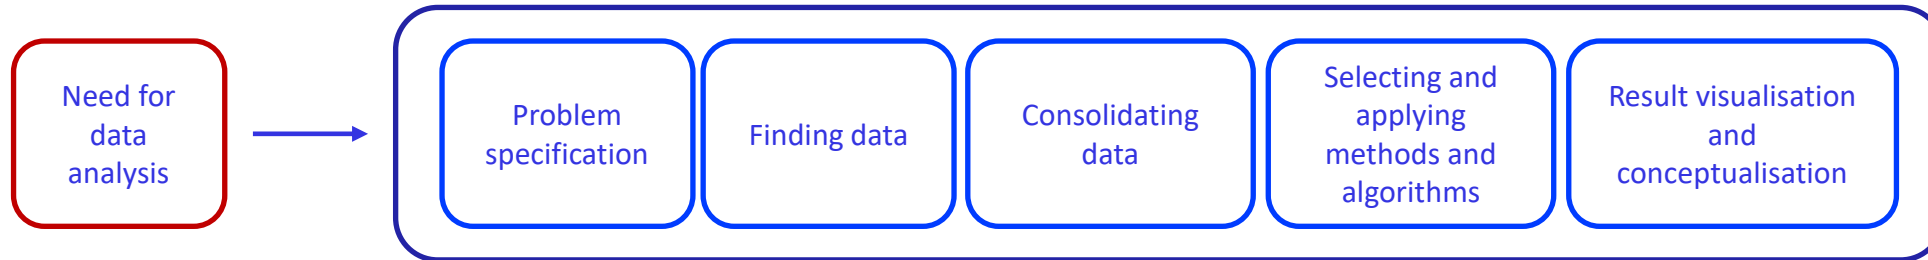 Need for
data
analysis
Problem
specification
Finding data
Consolidating
data
Selecting and
applying
methods and
algorithms
Result visualisation
and
conceptualisation